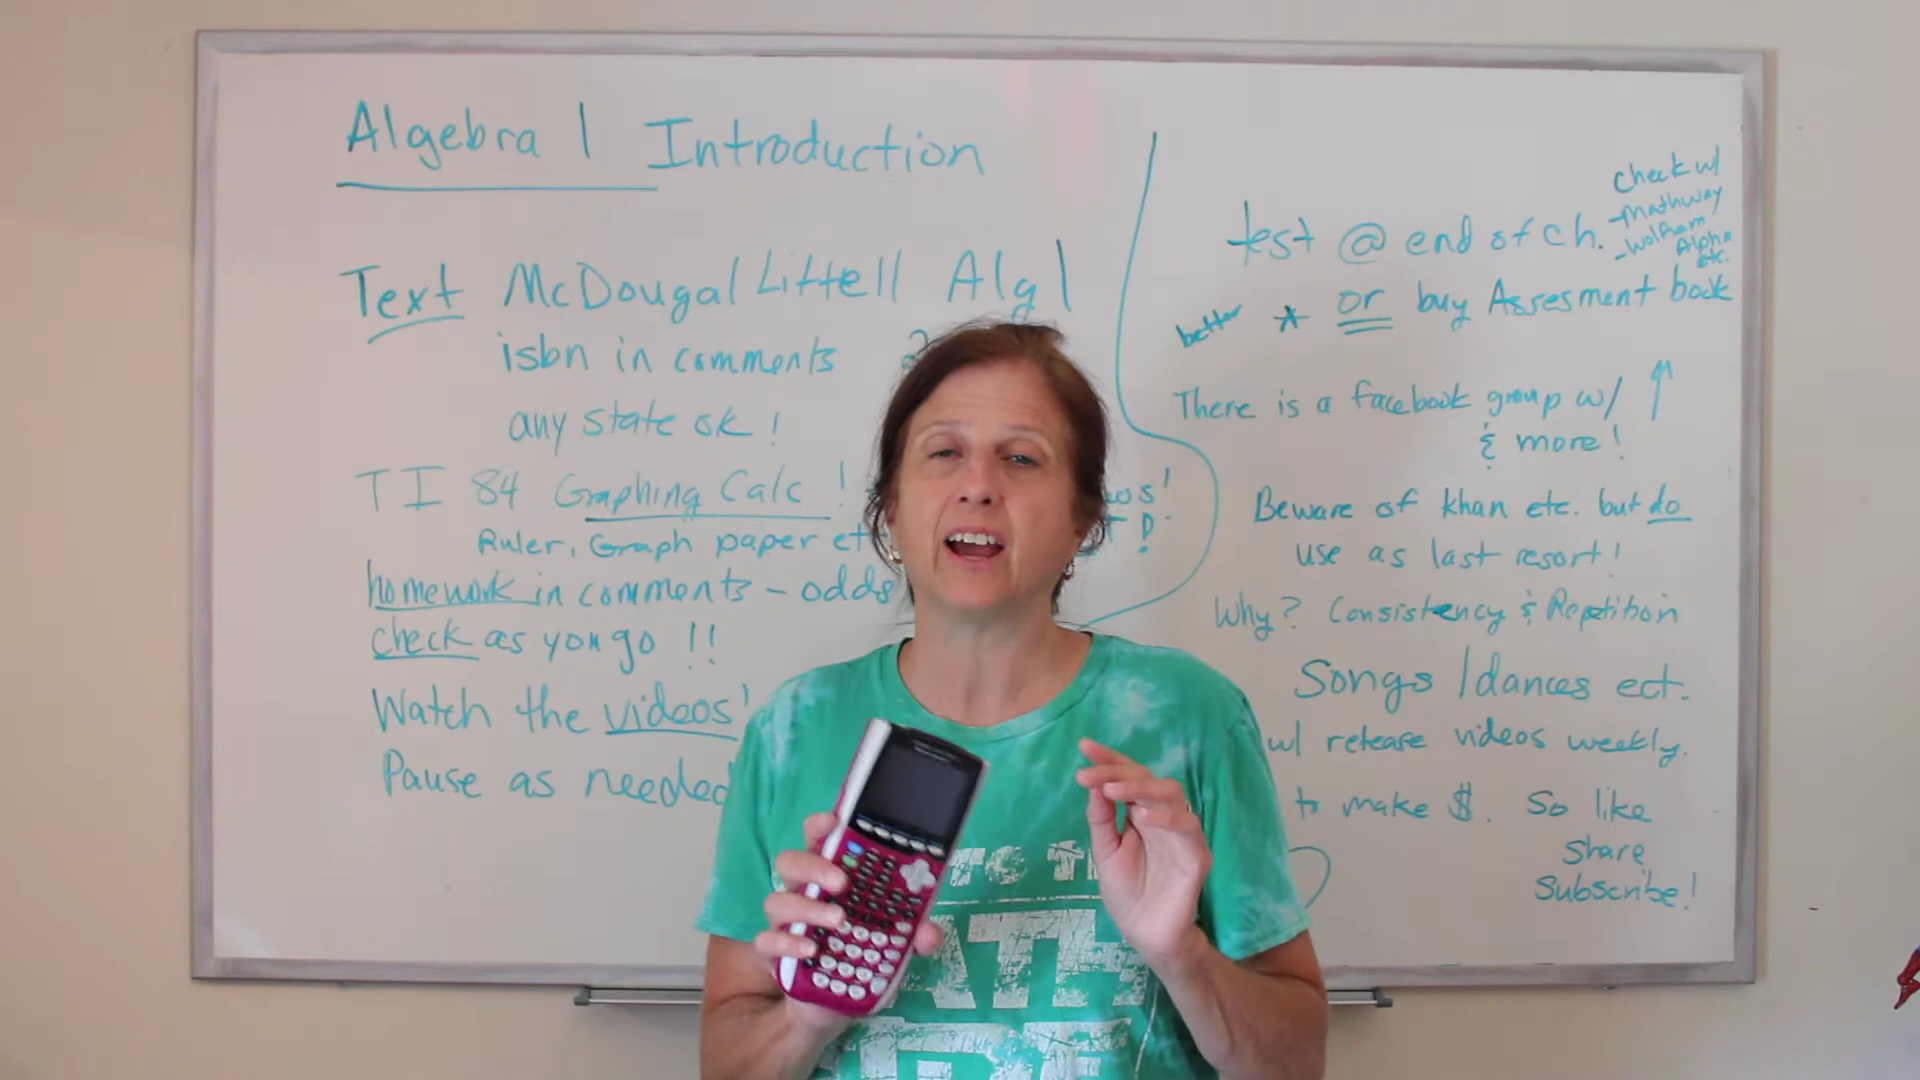 Algebra 1 Introduction
Text McDougal Littell Alg 1
isbn in comments
any state ok!
TI 84 Graphing Calc!
Ruler, Graph paper et
homework in comments - odds
check as you go!!
Watch the videos!
Pause as needed
check w/
-Mathway
-Wolfram
Alpha
etc.
test @ end of ch.
better * or buy Assesment book
There is a facebook group w/ ↑
& more!
Beware of khan etc. but do
use as last resort!
Why? Consistency & Repetition
Songs / dances ect.
w/ release videos weekly.
to make $. So like
Share
Subscribe!